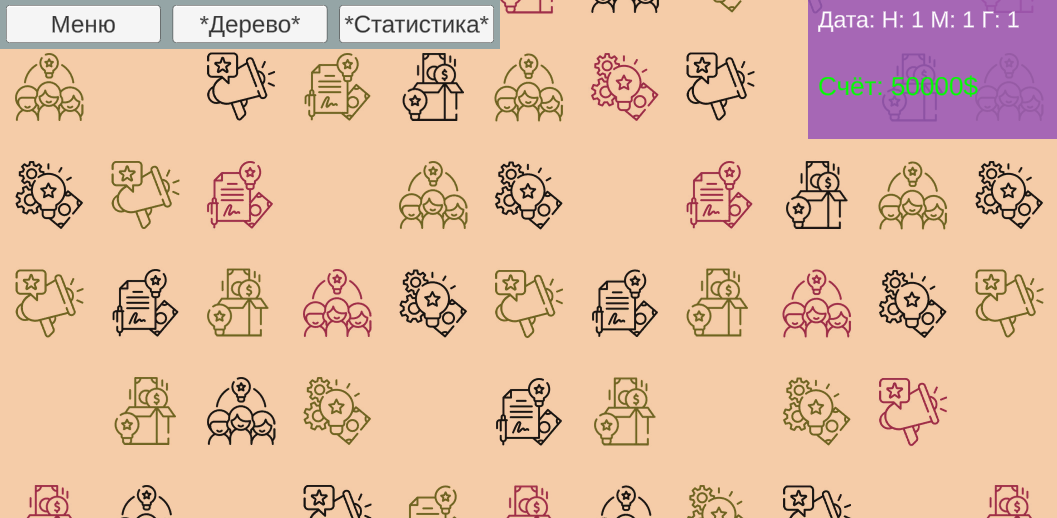 Меню
*Дерево*
*Статистика*
Дата: Н: 1 М: 1 Г: 1
Счёт: 50000$